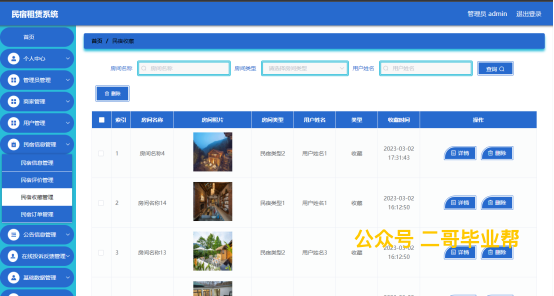 民宿租赁系统
管理员 admin 退出登录
首页
个人中心
管理员管理
商家管理
用户管理
民宿信息管理
民宿信息管理
民宿评价管理
民宿收藏管理
民宿订单管理
公告信息管理
在线投诉反馈管理
基础数据管理
首页 / 民宿收藏
房间名称 房间名称 房间类型 请选择房间类型 用户姓名 用户姓名 查询
删除
索引 房间名称 房间照片 房间类型 用户姓名 类型 收藏时间 操作
1 房间名称4 民宿类型2 用户姓名1 收藏 2023-03-02 17:31:43 详情 删除
2 房间名称14 民宿类型1 用户姓名1 收藏 2023-03-02 16:12:50 详情 删除
3 房间名称13 民宿类型2 用户姓名3 收藏 2023-03-02 16:12:50 详情 删除
公众号 二哥毕业帮